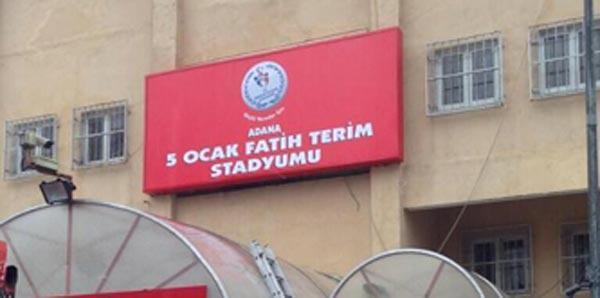 ADANA
5 OCAK FATİH TERİM
STADYUMU